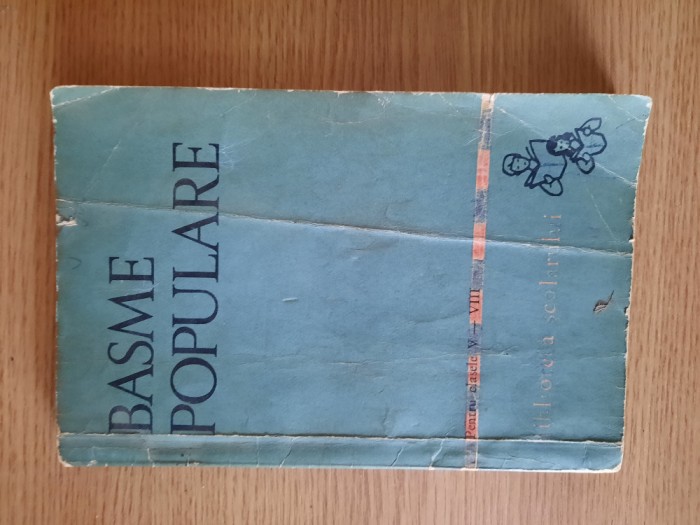 BASME
POPULARE
Pentru clasele V — VIII
Biblioteca școlarului